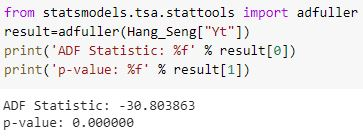 from statsmodels.tsa.stattools import adfuller
result=adfuller(Hang_Seng["Yt"])
print('ADF Statistic: %f' % result[0])
print('p-value: %f' % result[1])
ADF Statistic: -30.803863
p-value: 0.000000